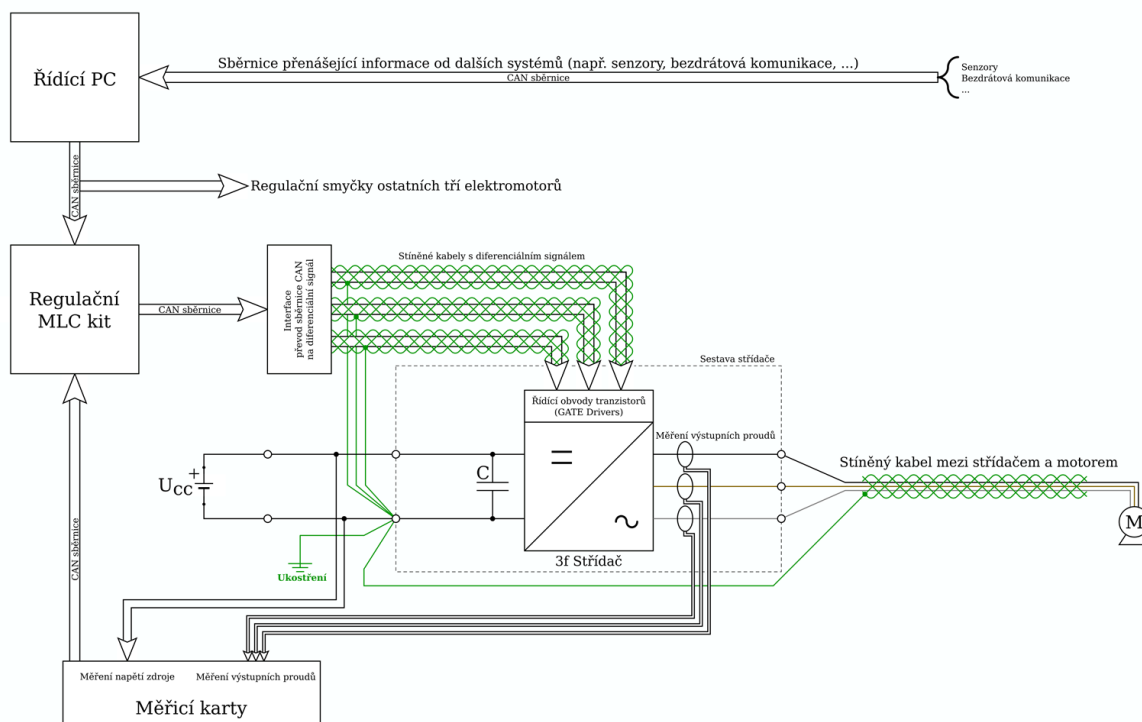 Řídící PC
Sběrnice přenášející informace od dalších systémů (např. senzory, bezdrátová komunikace, ...)
CAN sběrnice
Senzory
Bezdrátová komunikace
...
CAN sběrnice
Regulační smyčky ostatních tří elektromotorů
Regulační
MLC kit
CAN sběrnice
Interface
převod sběrnice CAN
na diferenciální signál
Stíněné kabely s diferenciálním signálem
Sestava střídače
Řídící obvody tranzistorů
(GATE Drivers)
Měření výstupních proudů
Stíněný kabel mezi střídačem a motorem
+
UCC
C
M
3f Střídač
Ukostření
CAN sběrnice
Měření napětí zdroje
Měření výstupních proudů
Měřicí karty